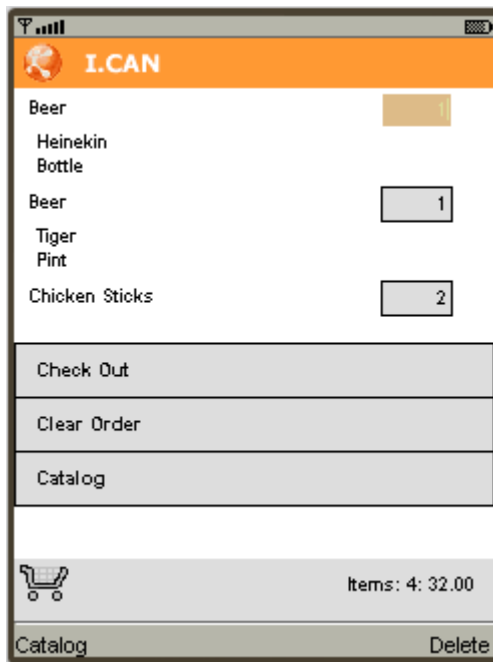 I.CAN
Beer 1
Heinekin
Bottle
Beer 1
Tiger
Pint
Chicken Sticks 2
Check Out
Clear Order
Catalog
Items: 4: 32.00
Catalog Delete